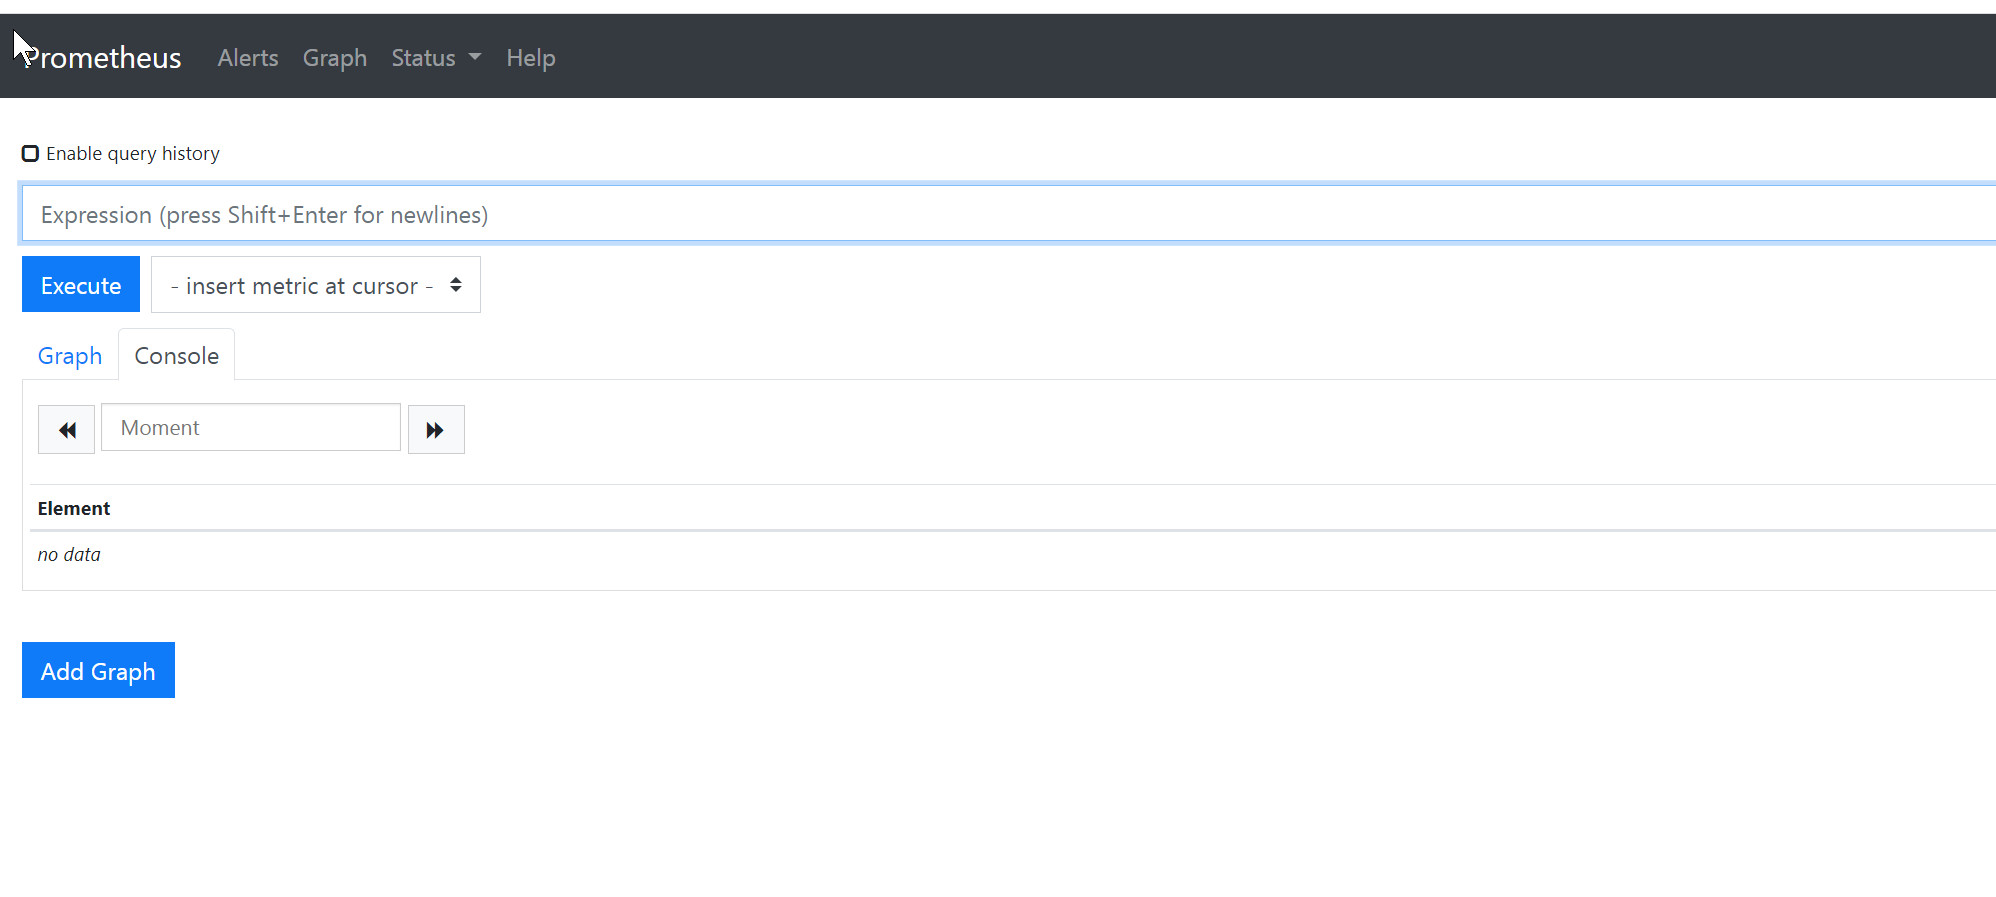 Prometheus Alerts Graph Status Help
Enable query history
Expression (press Shift+Enter for newlines)
Execute - insert metric at cursor -
Graph Console
Moment
Element
no data
Add Graph